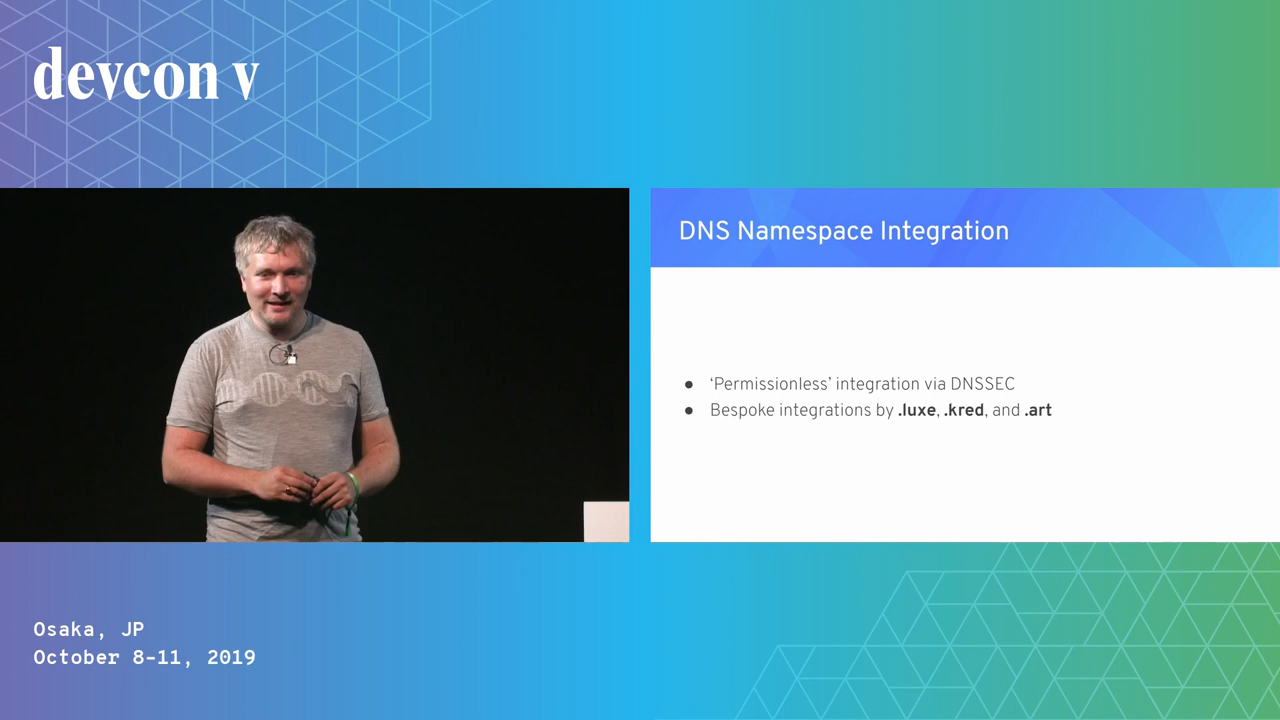 devcon v
DNS Namespace Integration
● ‘Permissionless’ integration via DNSSEC
● Bespoke integrations by .luxe, .kred, and .art
Osaka, JP
October 8-11, 2019